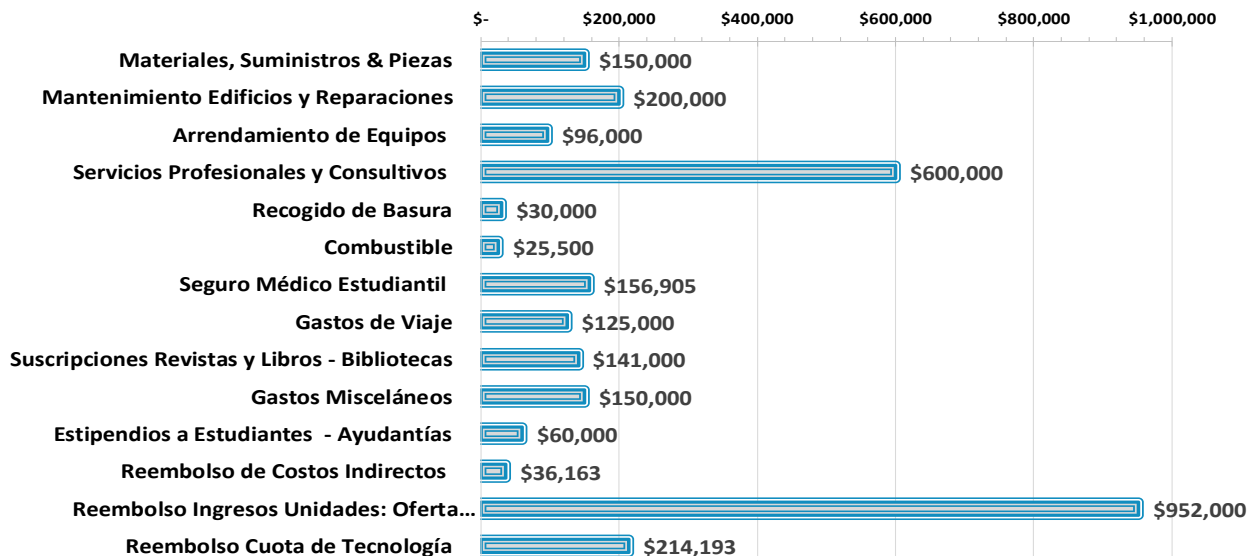 $- $200,000 $400,000 $600,000 $800,000 $1,000,000
Materiales, Suministros & Piezas $150,000
Mantenimiento Edificios y Reparaciones $200,000
Arrendamiento de Equipos $96,000
Servicios Profesionales y Consultivos $600,000
Recogido de Basura $30,000
Combustible $25,500
Seguro Médico Estudiantil $156,905
Gastos de Viaje $125,000
Suscripciones Revistas y Libros - Bibliotecas $141,000
Gastos Misceláneos $150,000
Estipendios a Estudiantes - Ayudantías $60,000
Reembolso de Costos Indirectos $36,163
Reembolso Ingresos Unidades: Oferta... $952,000
Reembolso Cuota de Tecnología $214,193